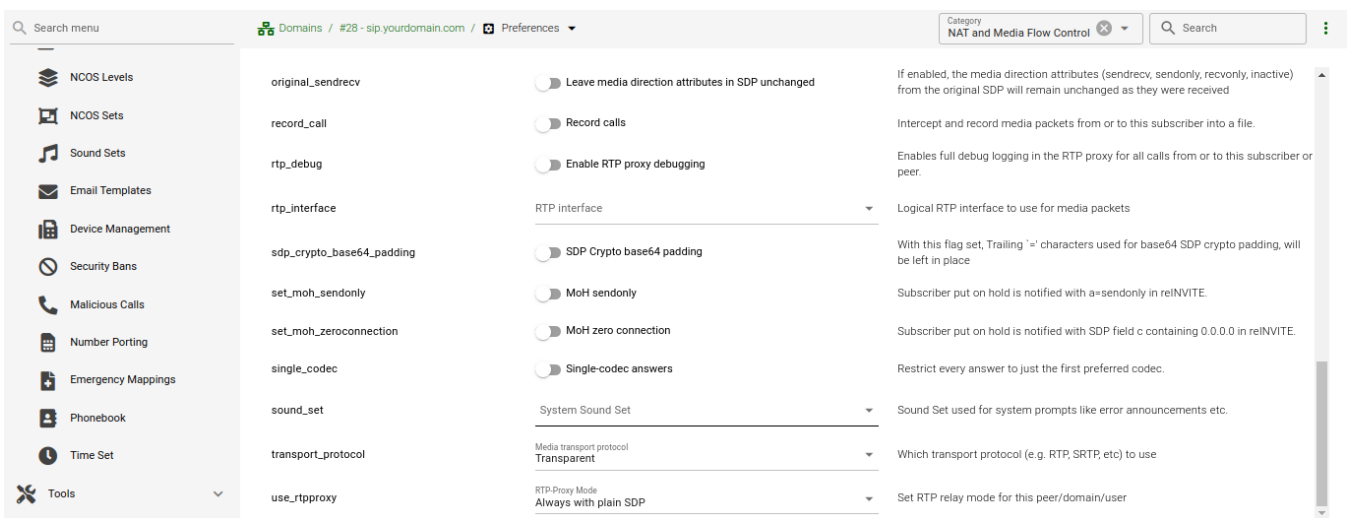 Search menu
Domains / #28 - sip.yourdomain.com / Preferences
Category
NAT and Media Flow Control
Search
NCOS Levels
NCOS Sets
Sound Sets
Email Templates
Device Management
Security Bans
Malicious Calls
Number Porting
Emergency Mappings
Phonebook
Time Set
Tools
original_sendrecv
Leave media direction attributes in SDP unchanged
If enabled, the media direction attributes (sendrecv, sendonly, recvonly, inactive)
from the original SDP will remain unchanged as they were received
record_call
Record calls
Intercept and record media packets from or to this subscriber into a file.
rtp_debug
Enable RTP proxy debugging
Enables full debug logging in the RTP proxy for all calls from or to this subscriber or
peer.
rtp_interface
RTP interface
Logical RTP interface to use for media packets
sdp_crypto_base64_padding
SDP Crypto base64 padding
With this flag set, Trailing `=' characters used for base64 SDP crypto padding, will
be left in place
set_moh_sendonly
MoH sendonly
Subscriber put on hold is notified with a=sendonly in reINVITE.
set_moh_zeroconnection
MoH zero connection
Subscriber put on hold is notified with SDP field c containing 0.0.0.0 in reINVITE.
single_codec
Single-codec answers
Restrict every answer to just the first preferred codec.
sound_set
System Sound Set
Sound Set used for system prompts like error announcements etc.
transport_protocol
Media transport protocol
Transparent
Which transport protocol (e.g. RTP, SRTP, etc) to use
use_rtpproxy
RTP-Proxy Mode
Always with plain SDP
Set RTP relay mode for this peer/domain/user